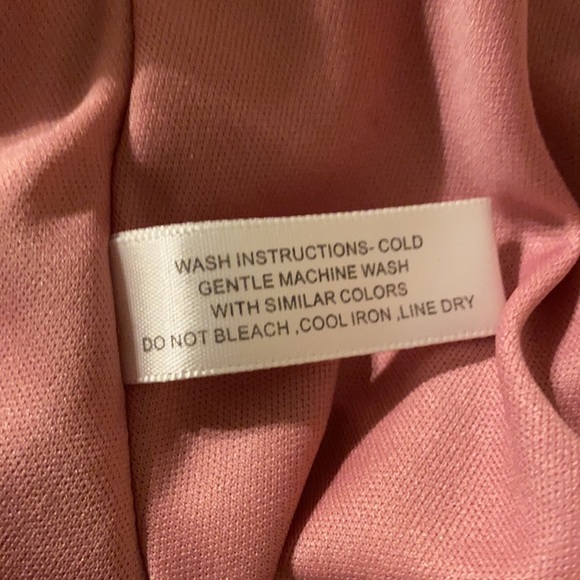 WASH INSTRUCTIONS- COLD
GENTLE MACHINE WASH
WITH SIMILAR COLORS
DO NOT BLEACH ,COOL IRON ,LINE DRY